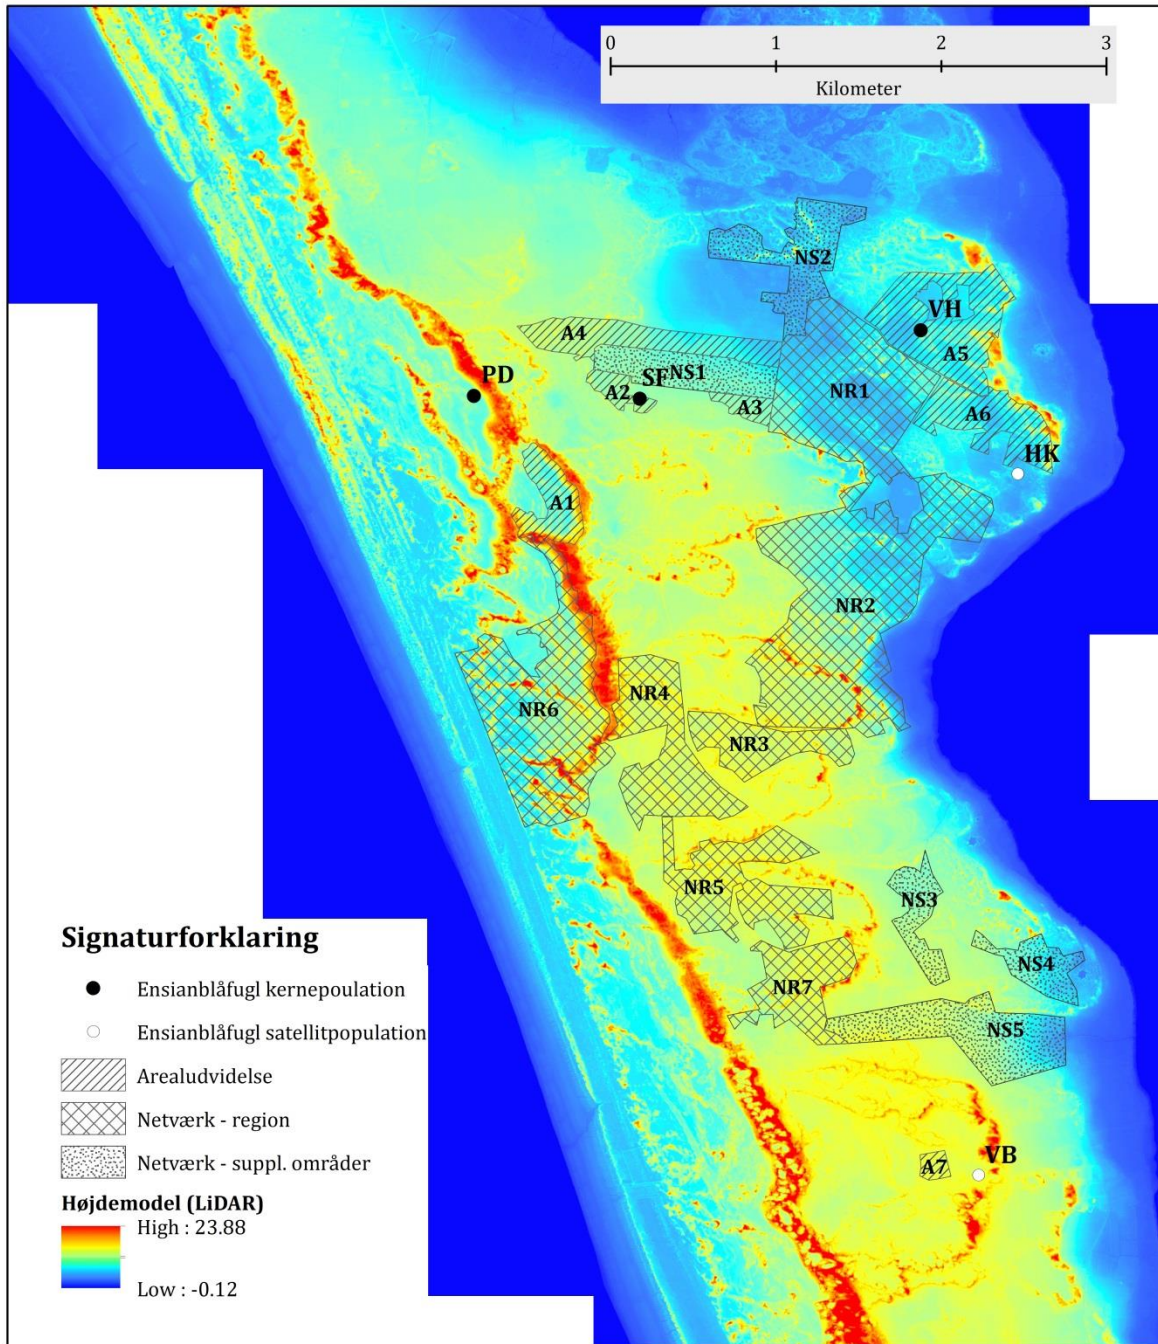 0 1 2 3
Kilometer
NS2
VH
A4
A5
PD
SF
NS1
A2
A3
NR1
A6
HK
A1
NR2
NR4
NR6
NR3
NR5
NS3
NS4
NR7
NS5
VB
A7
Signaturforklaring
Ensianblåfugl kernepoulation
Ensianblåfugl satellitpopulation
Arealudvidelse
Netværk - region
Netværk - suppl. områder
Højdemodel (LiDAR)
High : 23.88
Low : -0.12